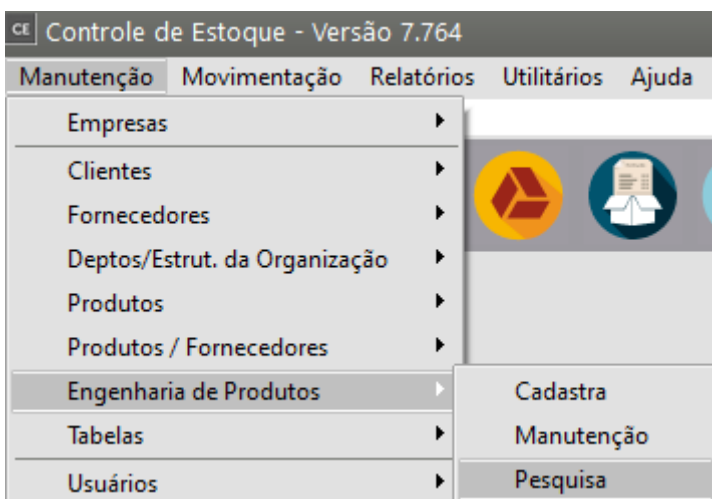 CE Controle de Estoque - Versão 7.764
Manutenção Movimentação Relatórios Utilitários Ajuda
Empresas
Clientes
Fornecedores
Deptos/Estrut. da Organização
Produtos
Produtos / Fornecedores
Engenharia de Produtos
Tabelas
Usuários
Cadastra
Manutenção
Pesquisa